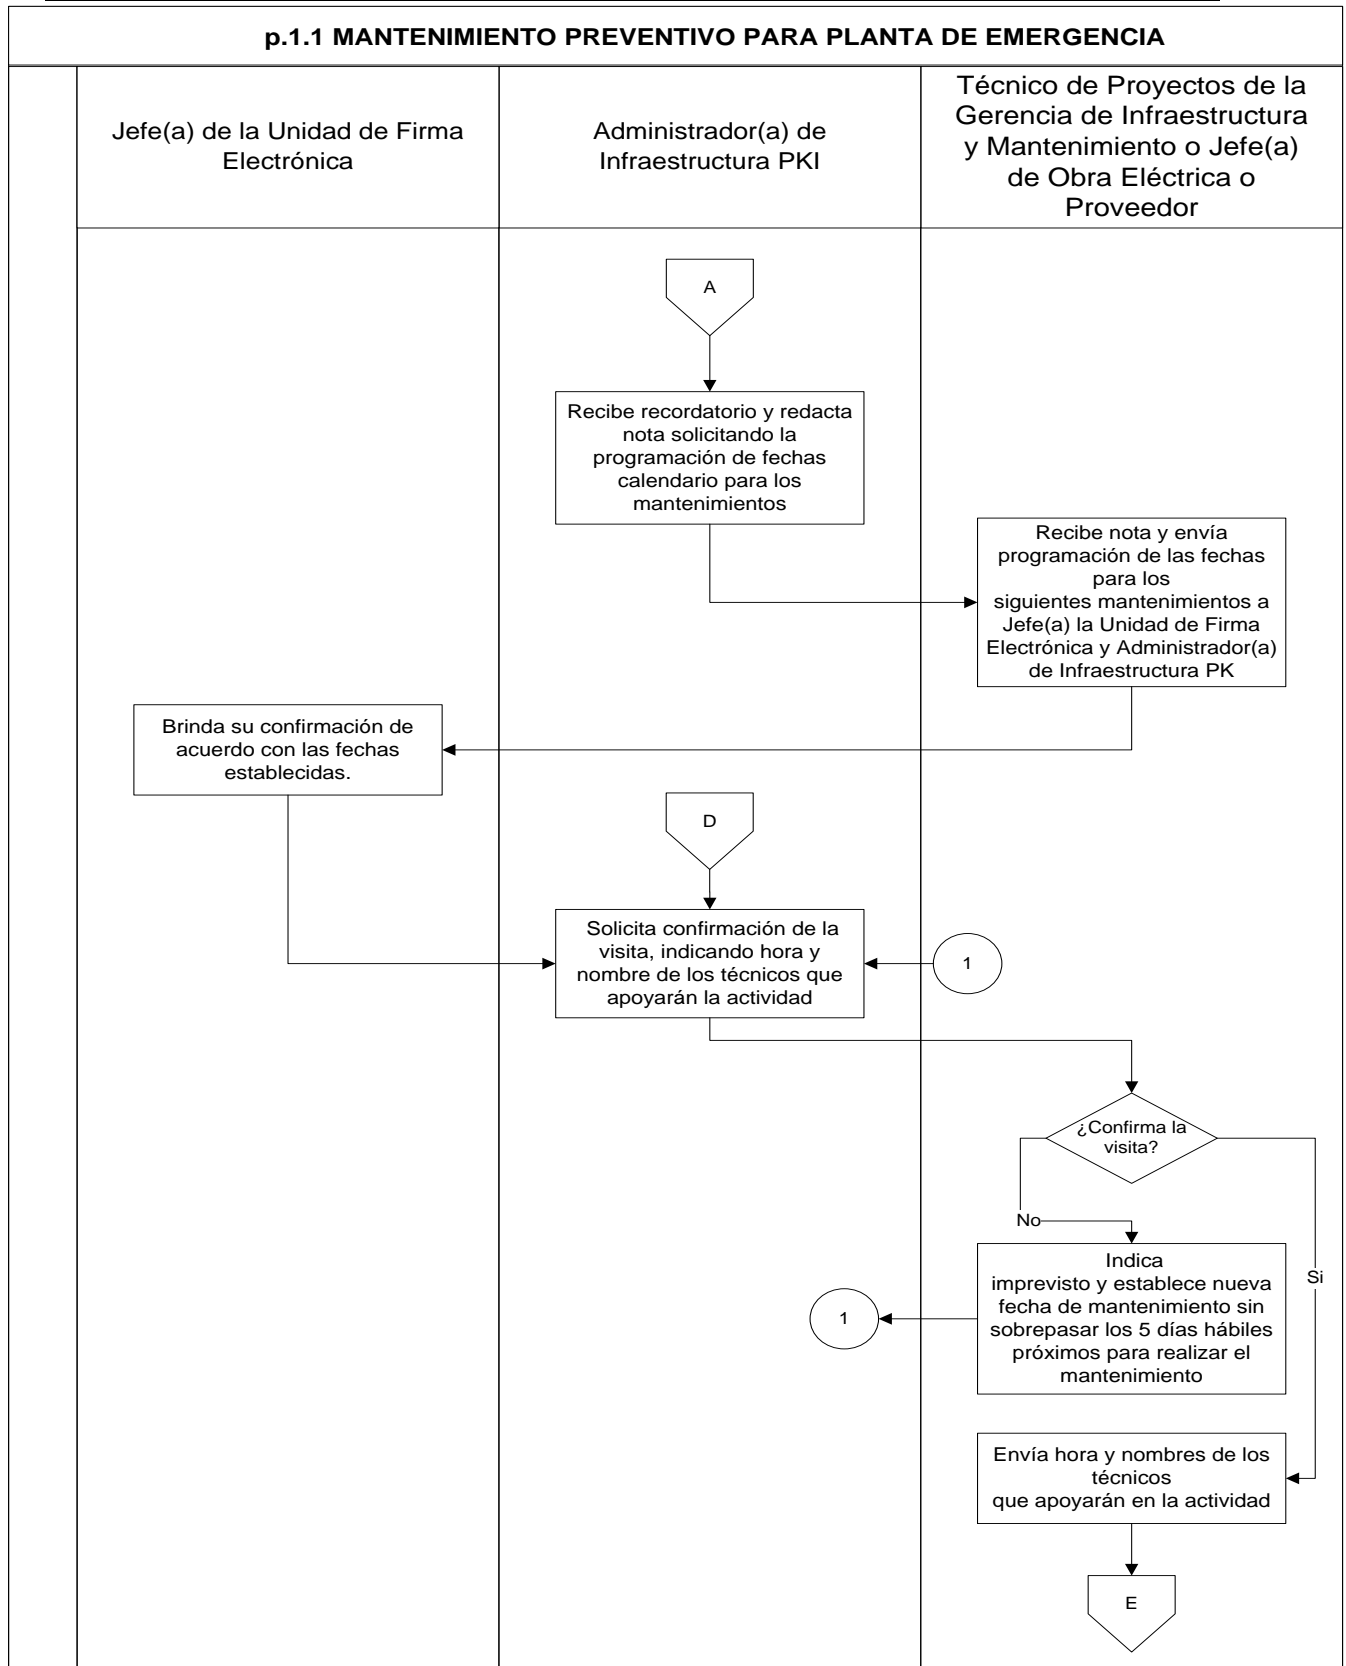 p.1.1 MANTENIMIENTO PREVENTIVO PARA PLANTA DE EMERGENCIA
Jefe(a) de la Unidad de Firma
Electrónica
Administrador(a) de
Infraestructura PKI
Técnico de Proyectos de la
Gerencia de Infraestructura
y Mantenimiento o Jefe(a)
de Obra Eléctrica o
Proveedor
A
Recibe recordatorio y redacta
nota solicitando la
programación de fechas
calendario para los
mantenimientos
Recibe nota y envía
programación de las fechas
para los
siguientes mantenimientos a
Jefe(a) la Unidad de Firma
Electrónica y Administrador(a)
de Infraestructura PK
Brinda su confirmación de
acuerdo con las fechas
establecidas.
D
Solicita confirmación de la
visita, indicando hora y
nombre de los técnicos que
apoyarán la actividad
1
¿Confirma la
visita?
No
Si
Indica
imprevisto y establece nueva
fecha de mantenimiento sin
sobrepasar los 5 días hábiles
próximos para realizar el
mantenimiento
1
Envía hora y nombres de los
técnicos
que apoyarán en la actividad
E